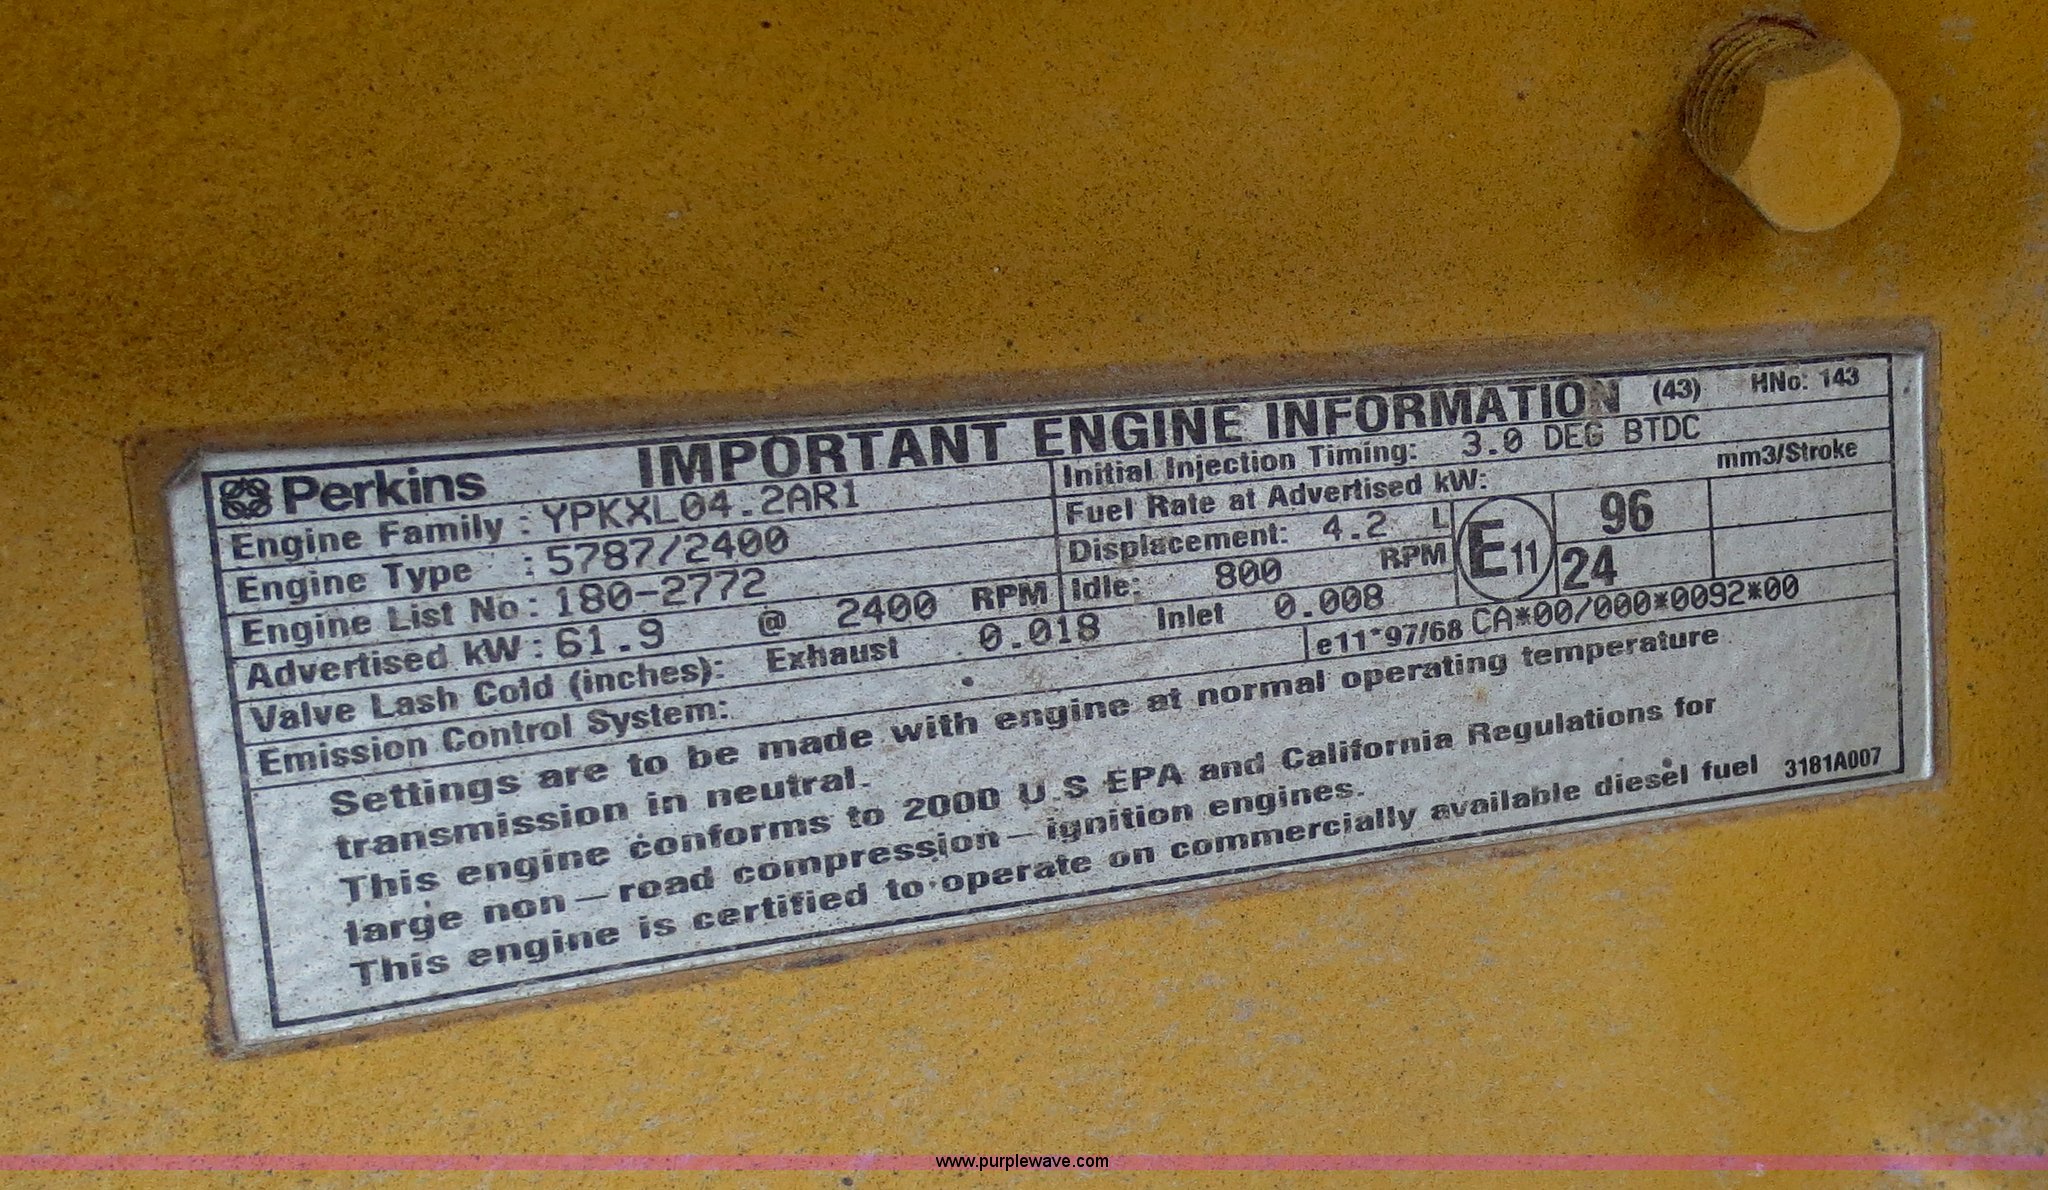 Perkins IMPORTANT ENGINE INFORMATION (43) HNo: 143
Engine Family : YPKXL04.2AR1
Engine Type : 5787/2400
Engine List No: 180-2772
Advertised kW: 61.9 @ 2400 RPM
Initial Injection Timing: 3.0 DEG BTDC
Fuel Rate at Advertised kW: mm3/Stroke
Displacement: 4.2 L
Idle: 800 RPM
E11 96
24
Valve Lash Cold (inches): Exhaust 0.018 Inlet 0.008
Emission Control System: e11*97/68 CA*00/000*0092*00
Settings are to be made with engine at normal operating temperature
transmission in neutral.
This engine conforms to 2000 U.S EPA and California Regulations for
large non-road compression-ignition engines.
This engine is certified to operate on commercially available diesel fuel 3181A007
www.purplewave.com